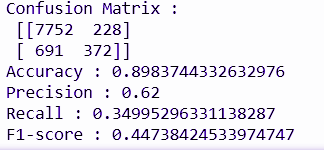 Confusion Matrix :
[[7752 228]
[ 691 372]]
Accuracy : 0.8983744332632976
Precision : 0.62
Recall : 0.34995296331138287
F1-score : 0.44738424533974747